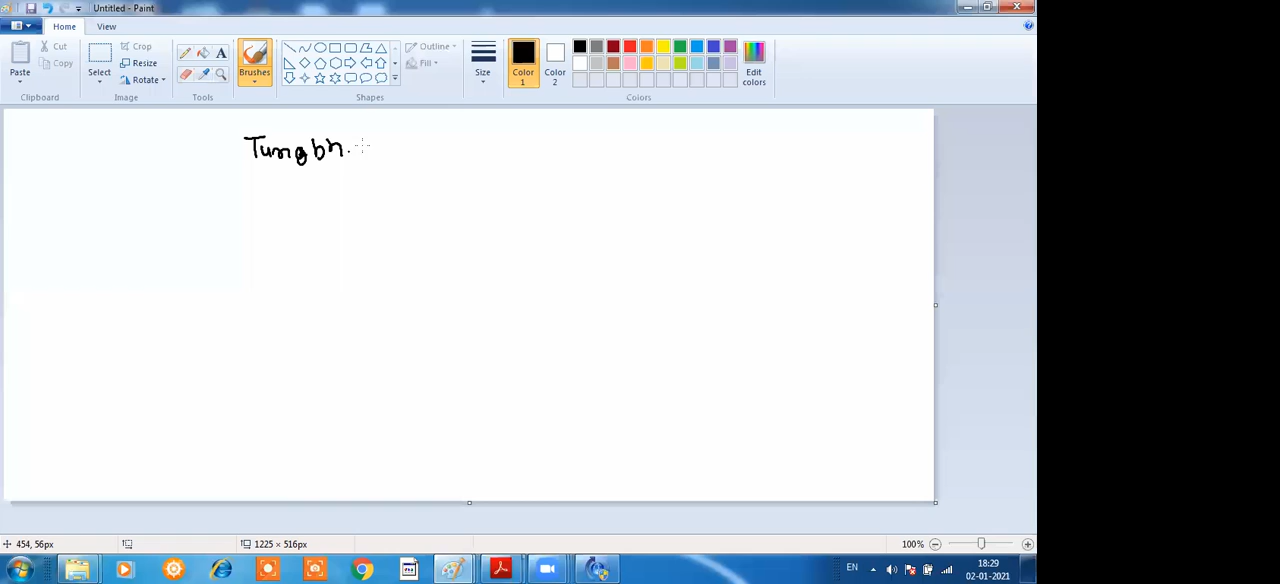 Untitled - Paint
Home View
Paste Cut Copy Clipboard
Select Crop Resize Rotate Image
Tools
Brushes
Shapes Outline Fill
Size
Color 1 Color 2 Edit colors Colors
Tungbh.
454, 56px 1225 × 516px 100%
EN 18:29
02-01-2021